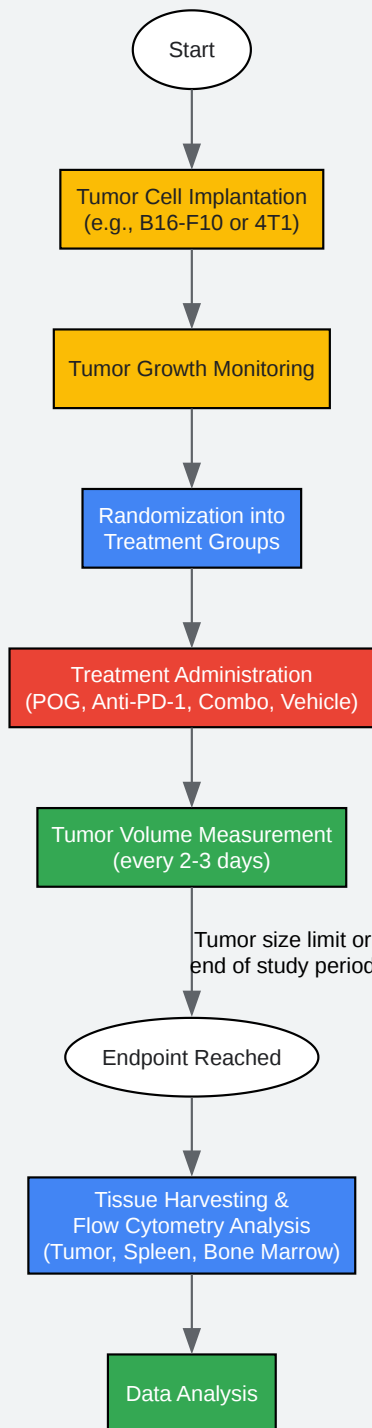 Start
Tumor Cell Implantation
(e.g., B16-F10 or 4T1)
Tumor Growth Monitoring
Randomization into
Treatment Groups
Treatment Administration
(POG, Anti-PD-1, Combo, Vehicle)
Tumor Volume Measurement
(every 2-3 days)
Tumor size limit or
end of study period
Endpoint Reached
Tissue Harvesting &
Flow Cytometry Analysis
(Tumor, Spleen, Bone Marrow)
Data Analysis